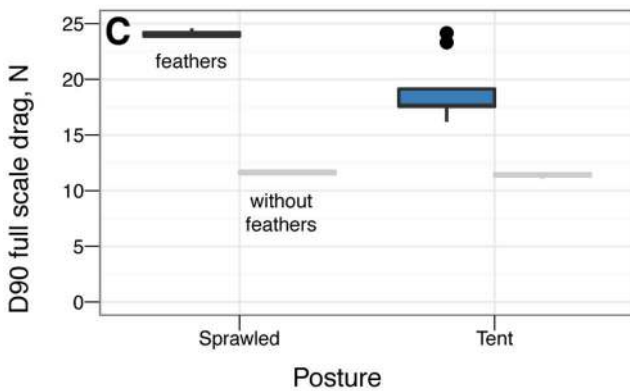 C
25
20
15
10
5
0
D90 full scale drag, N
feathers
without
feathers
Sprawled
Tent
Posture